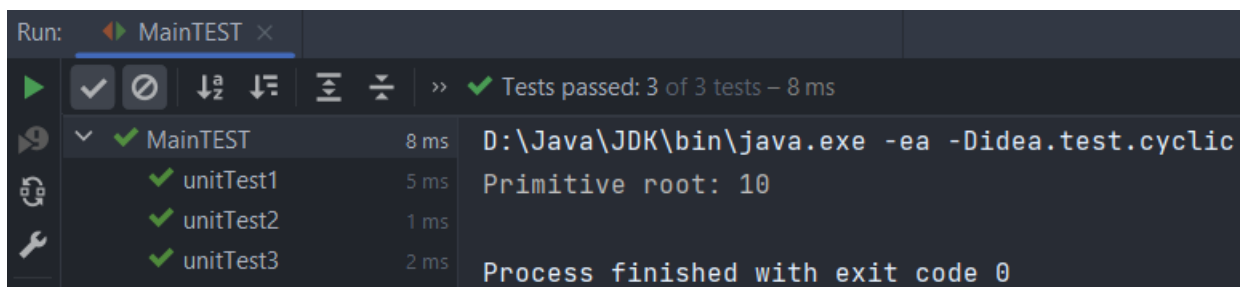 Run: MainTEST ×
» Tests passed: 3 of 3 tests – 8 ms
MainTEST 8 ms D:\Java\JDK\bin\java.exe -ea -Didea.test.cyclic
unitTest1 5 ms Primitive root: 10
unitTest2 1 ms
unitTest3 2 ms Process finished with exit code 0